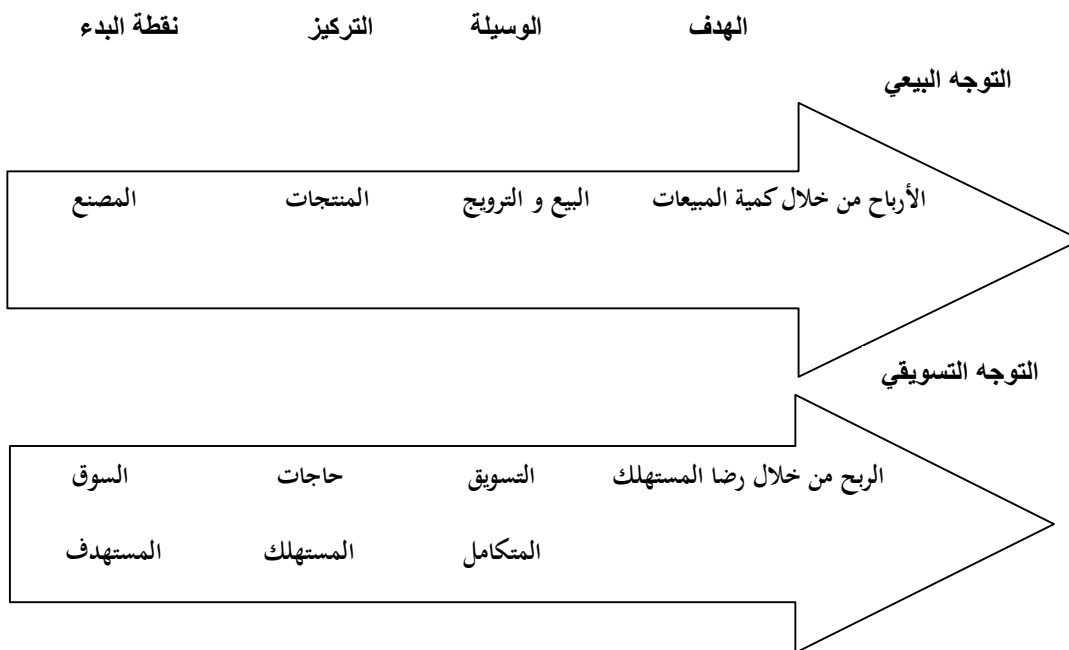 الهدف الوسيلة التركيز نقطة البدء
التوجه البيعي
الأرباح من خلال كمية المبيعات البيع و الترويج المنتجات المصنع
التوجه التسويقي
الربح من خلال رضا المستهلك التسويق حاجات السوق
المتكامل المستهلك المستهدف